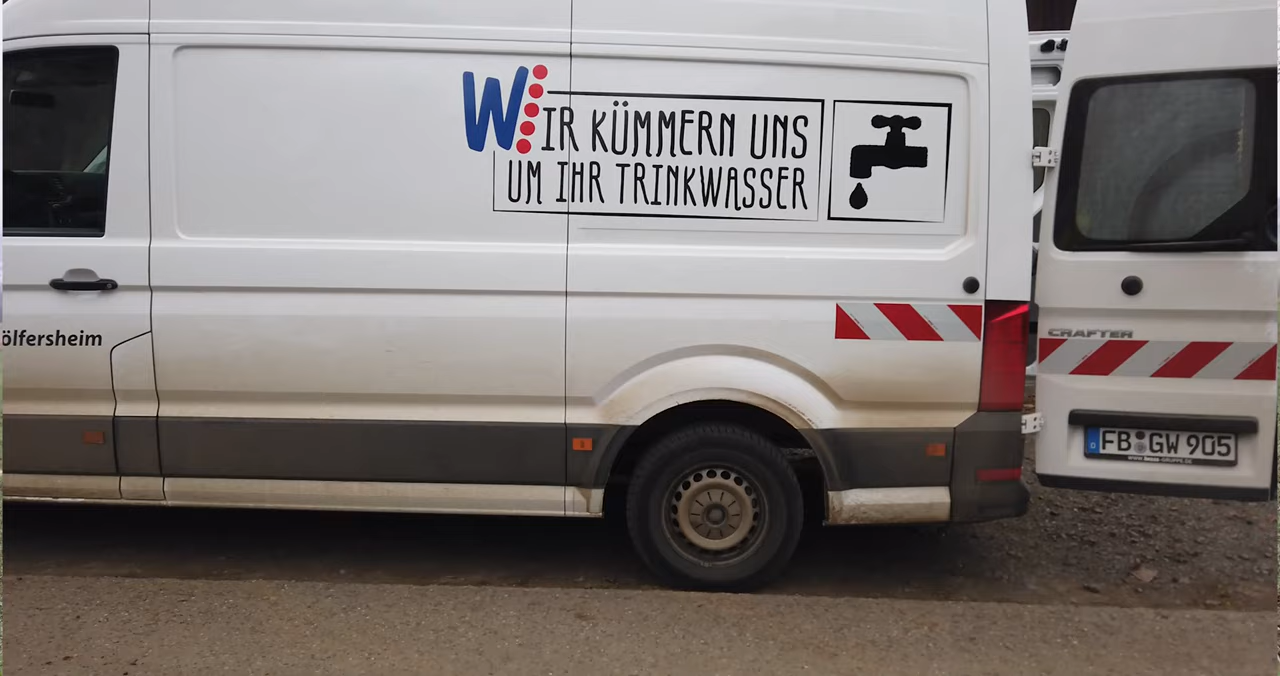 WIR KÜMMERN UNS
UM IHR TRINKWASSER
ölfersheim
CRAFTER
FB GW 905